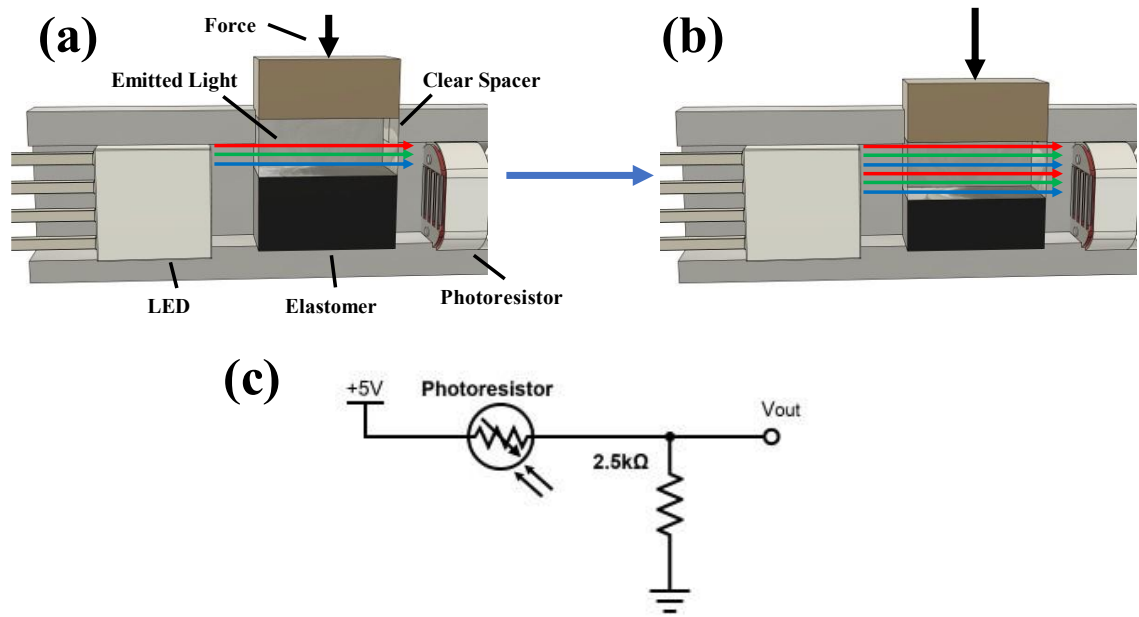 (a)
Force
Emitted Light
Clear Spacer
LED
Elastomer
Photoresistor
(b)
(c)
+5V
Photoresistor
Vout
2.5kΩ